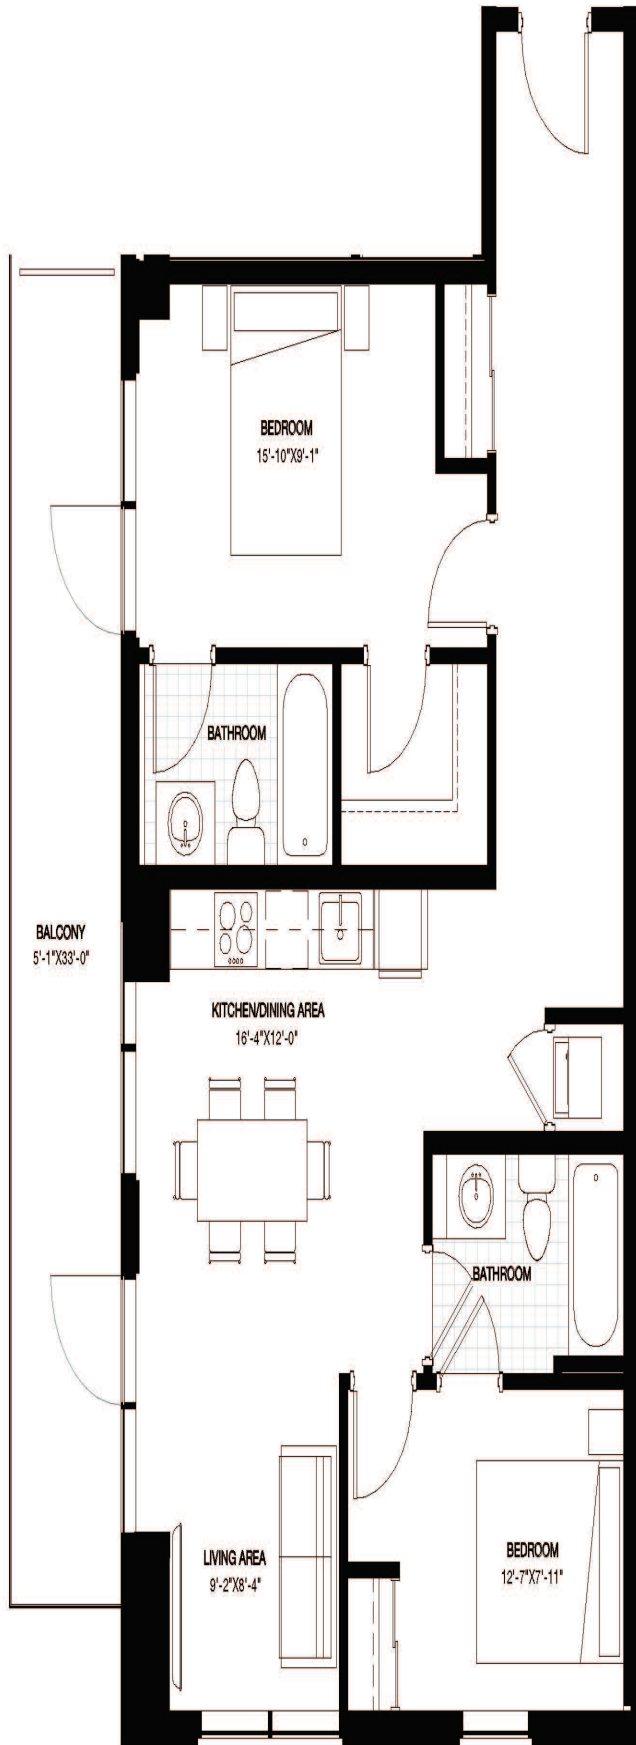 BEDROOM
15'-10"X9'-1"
BATHROOM
BALCONY
5'-1"X33'-0"
KITCHEN/DINING AREA
16'-4"X12'-0"
BATHROOM
LIVING AREA
9'-2"X8'-4"
BEDROOM
12'-7"X7'-11"